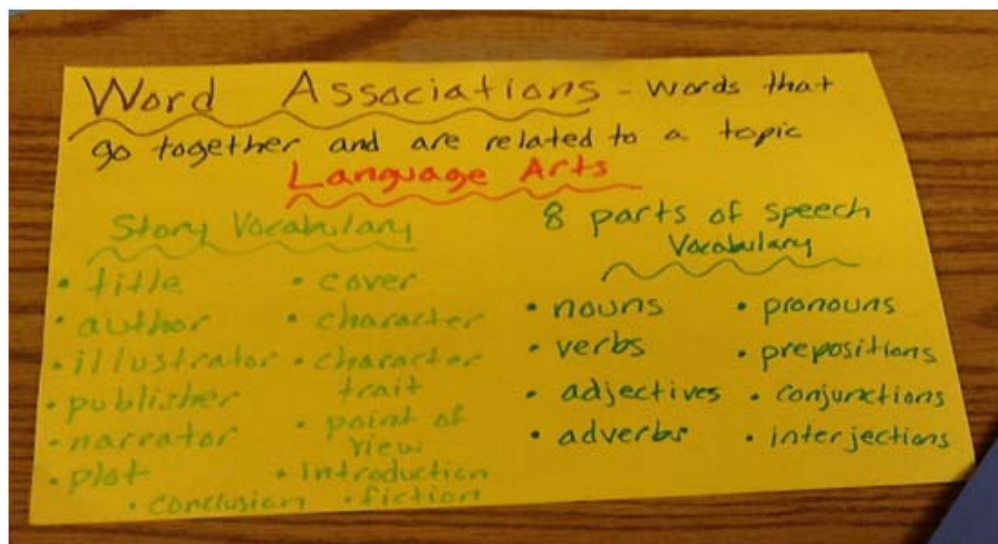 Word Associations - words that
go together and are related to a topic
Language Arts
Story Vocabulary
• title
• author
• illustrator
• publisher
• narrator
• plot
• cover
• character
• character
trait
• point of
view
• introduction
• conclusion • fiction
8 parts of speech
Vocabulary
• nouns
• verbs
• adjectives
• adverbs
• pronouns
• prepositions
• conjunctions
• interjections